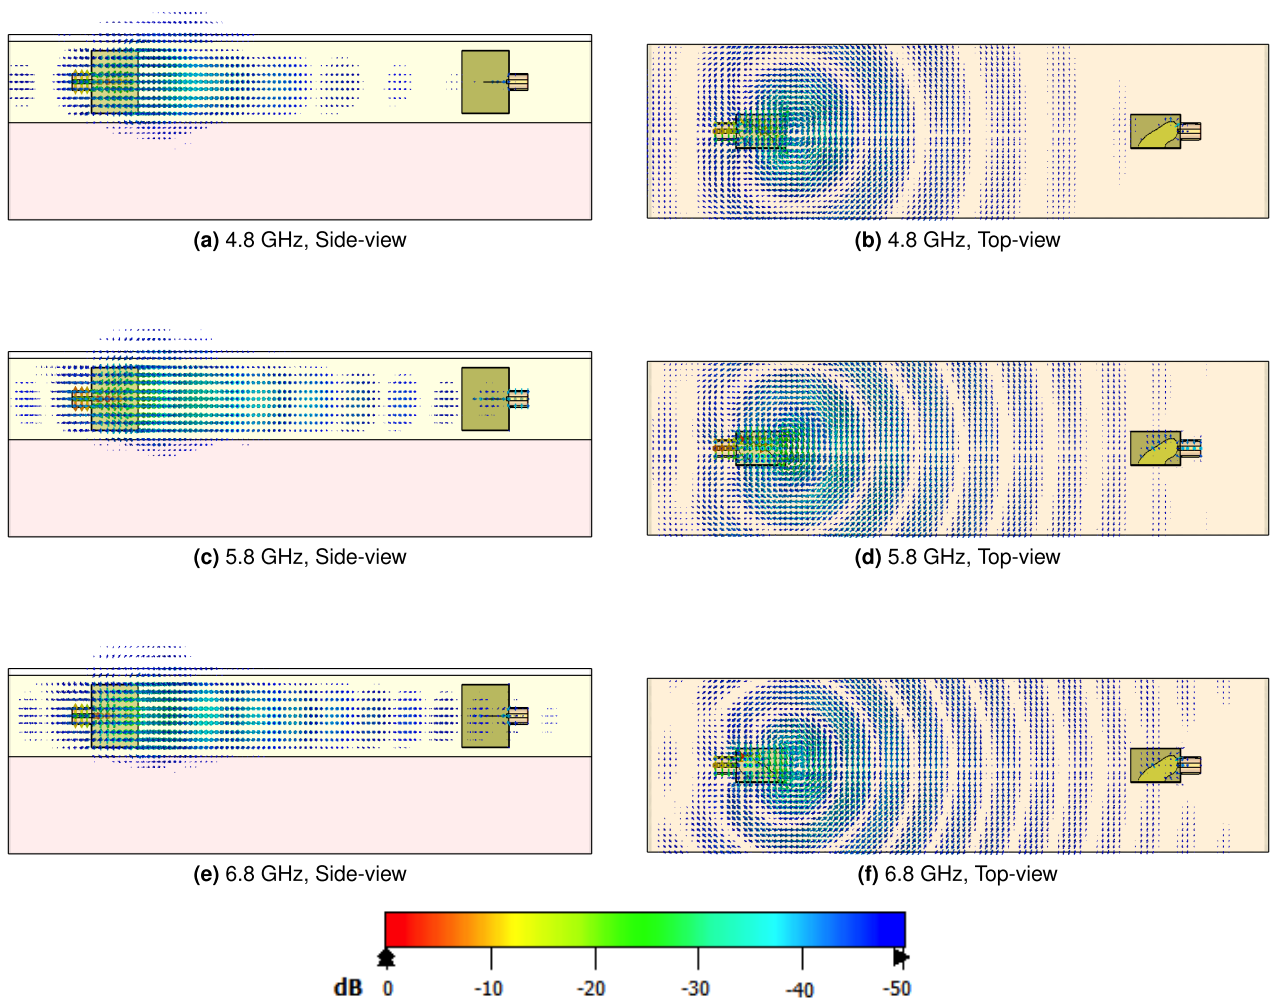 (a) 4.8 GHz, Side-view
(b) 4.8 GHz, Top-view
(c) 5.8 GHz, Side-view
(d) 5.8 GHz, Top-view
(e) 6.8 GHz, Side-view
(f) 6.8 GHz, Top-view
dB 0 -10 -20 -30 -40 -50